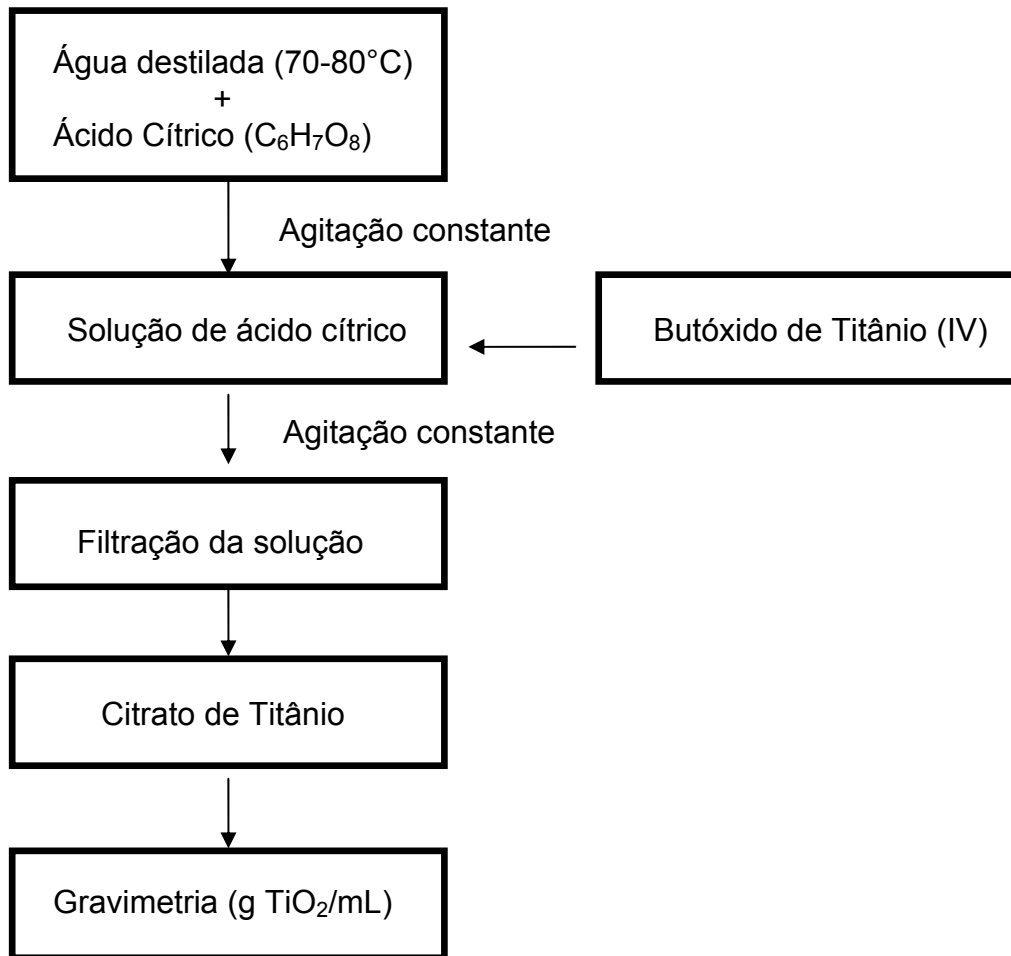 Água destilada (70-80°C)
+
Ácido Cítrico (C₆H₇O₈)
Agitação constante
Solução de ácido cítrico
Butóxido de Titânio (IV)
Agitação constante
Filtração da solução
Citrato de Titânio
Gravimetria (g TiO₂/mL)